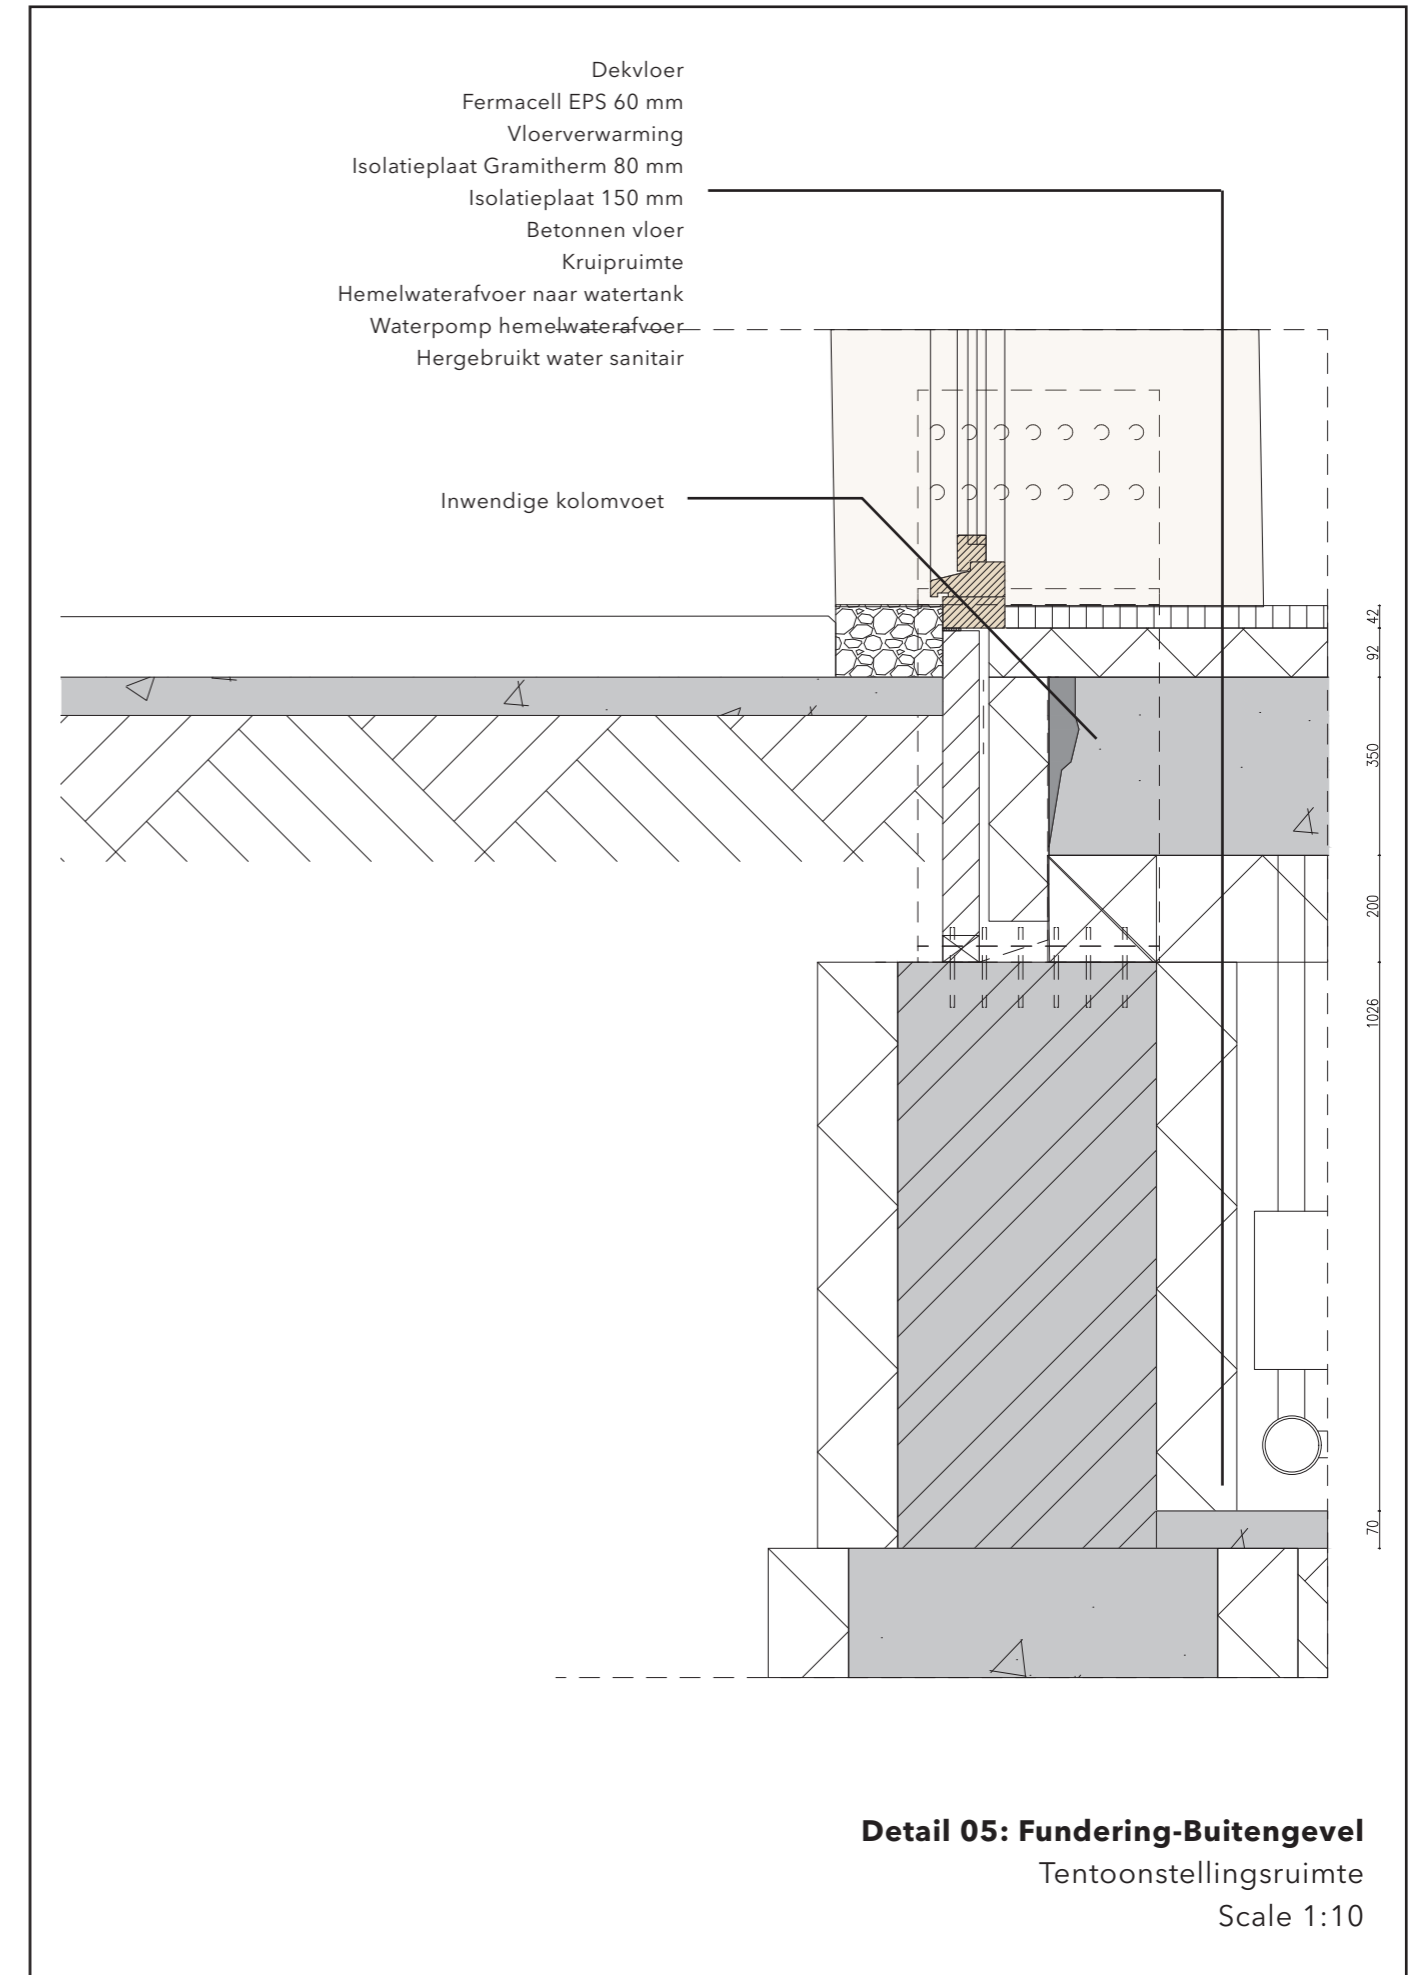 Dekvloer
Fermacell EPS 60 mm
Vloerverwarming
Isolatieplaat Gramitherm 80 mm
Isolatieplaat 150 mm
Betonnen vloer
Kruipruimte
Hemelwaterafvoer naar watertank
Waterpomp hemelwaterafvoer
Hergebruikt water sanitair
Inwendige kolomvoet
42
92
350
200
1026
70
Detail 05: Fundering-Buitengevel
Tentoonstellingsruimte
Scale 1:10